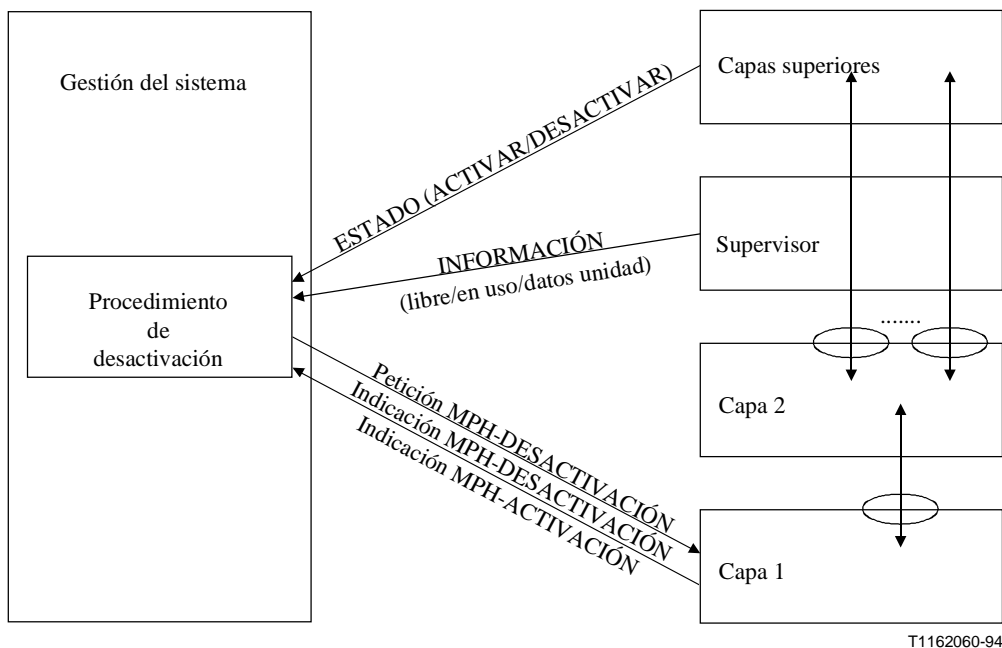 Gestión del sistema
Procedimiento
de
desactivación
ESTADO (ACTIVAR/DESACTIVAR)
INFORMACIÓN
(libre/en uso/datos unidad)
Petición MPH-DESACTIVACIÓN
Indicación MPH-DESACTIVACIÓN
Indicación MPH-ACTIVACIÓN
Capas superiores
Supervisor
.......
Capa 2
Capa 1
T1162060-94